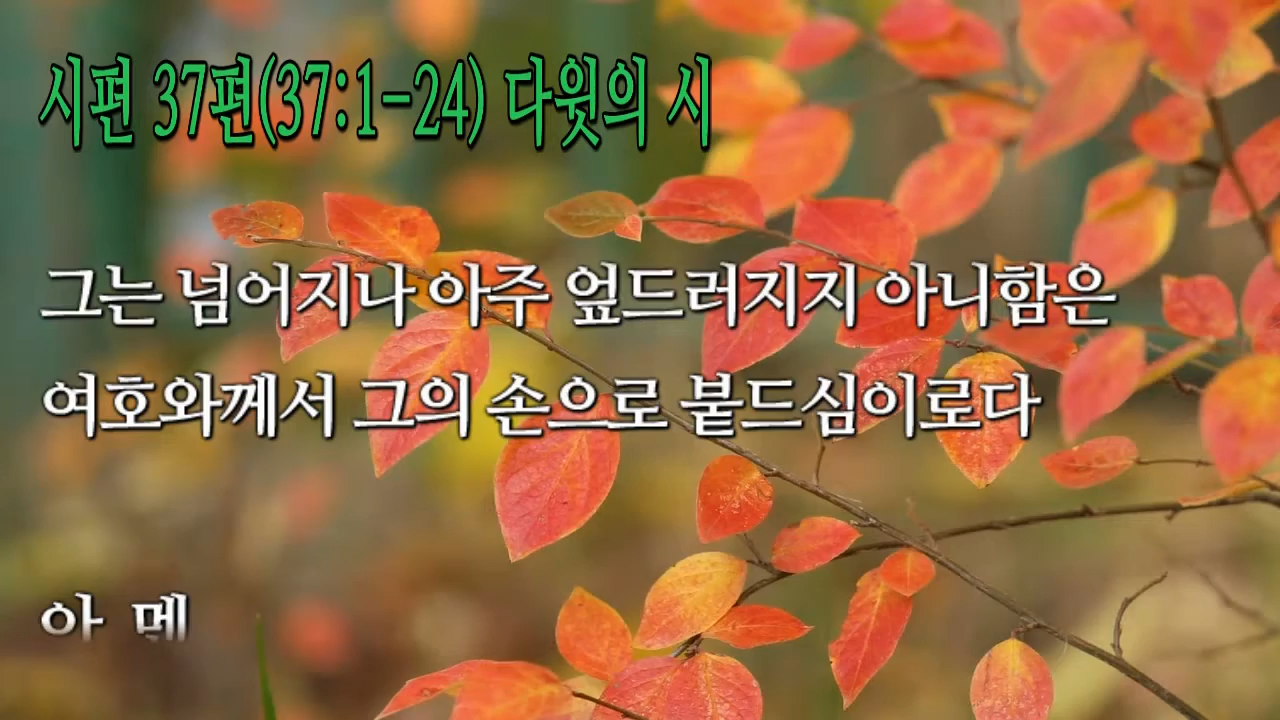 시편 37편(37:1-24) 다윗의 시
그는 넘어지나 아주 엎드러지지 아니함은
여호와께서 그의 손으로 붙드심이로다
아 멘